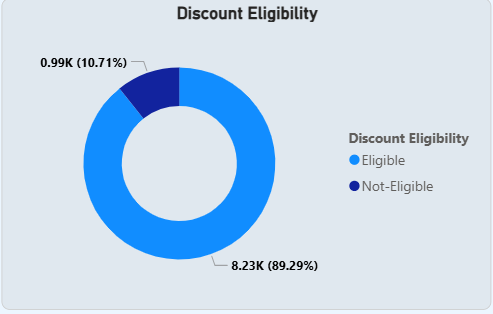 Discount Eligibility
0.99K (10.71%)
Discount Eligibility
Eligible
Not-Eligible
8.23K (89.29%)